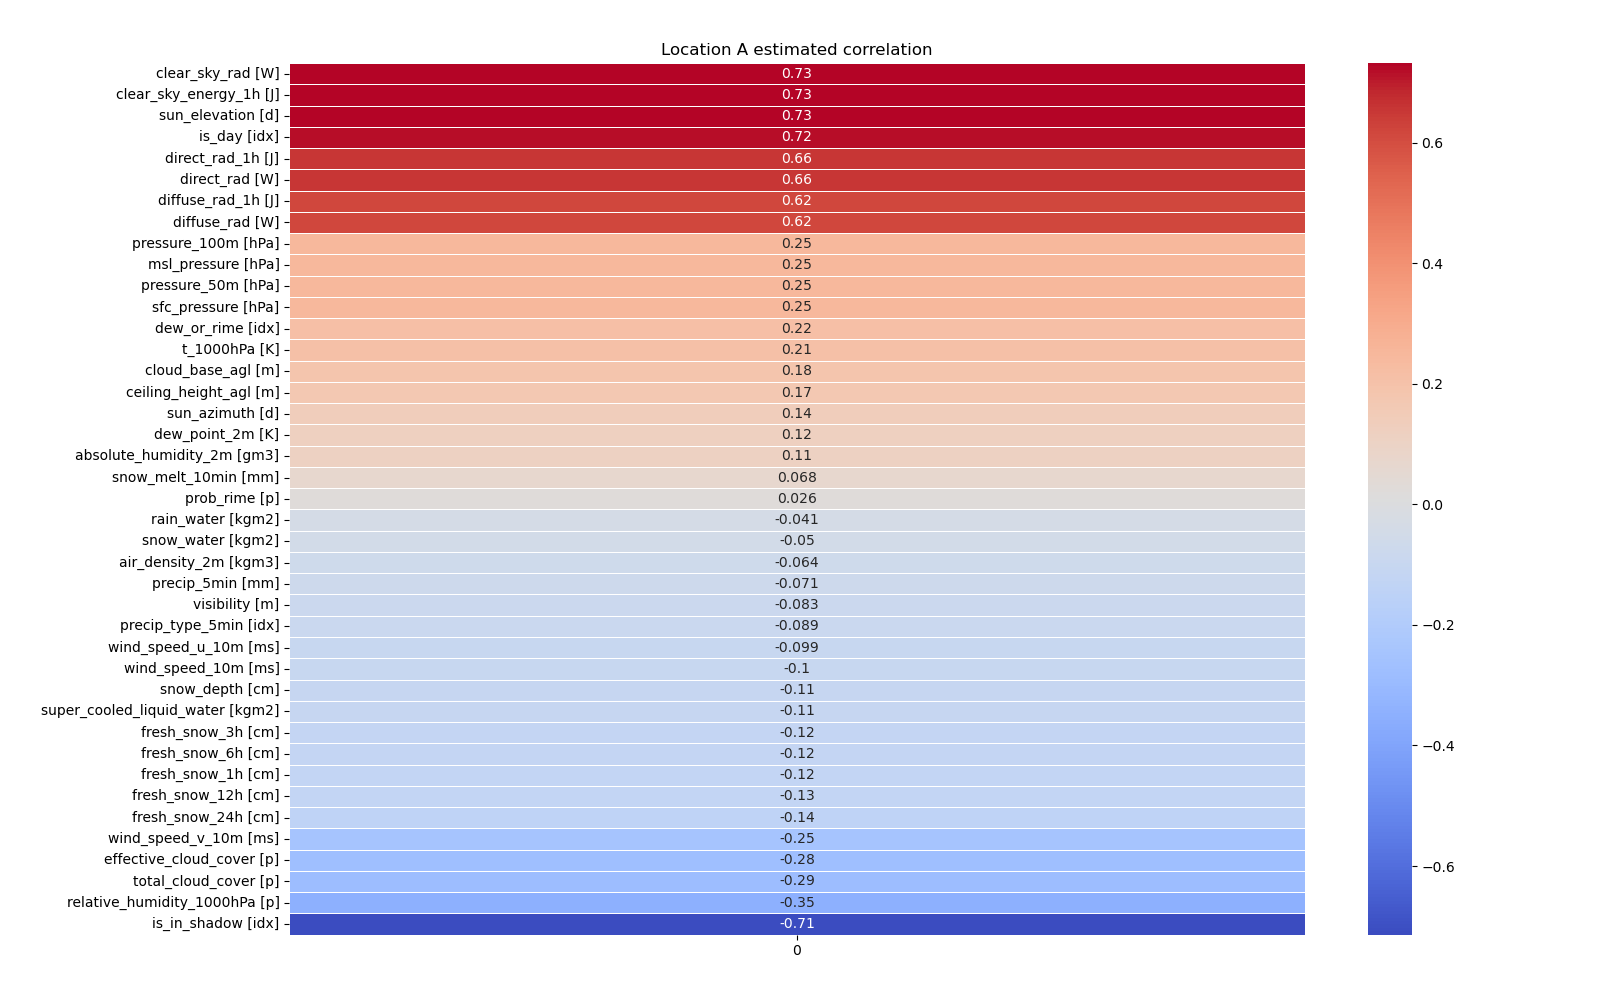 Location A estimated correlation
clear_sky_rad [W] 0.73
clear_sky_energy_1h [J] 0.73
sun_elevation [d] 0.73
is_day [idx] 0.72
direct_rad_1h [J] 0.66
direct_rad [W] 0.66
diffuse_rad_1h [J] 0.62
diffuse_rad [W] 0.62
pressure_100m [hPa] 0.25
msl_pressure [hPa] 0.25
pressure_50m [hPa] 0.25
sfc_pressure [hPa] 0.25
dew_or_rime [idx] 0.22
t_1000hPa [K] 0.21
cloud_base_agl [m] 0.18
ceiling_height_agl [m] 0.17
sun_azimuth [d] 0.14
dew_point_2m [K] 0.12
absolute_humidity_2m [gm3] 0.11
snow_melt_10min [mm] 0.068
prob_rime [p] 0.026
rain_water [kgm2] -0.041
snow_water [kgm2] -0.05
air_density_2m [kgm3] -0.064
precip_5min [mm] -0.071
visibility [m] -0.083
precip_type_5min [idx] -0.089
wind_speed_u_10m [ms] -0.099
wind_speed_10m [ms] -0.1
snow_depth [cm] -0.11
super_cooled_liquid_water [kgm2] -0.11
fresh_snow_3h [cm] -0.12
fresh_snow_6h [cm] -0.12
fresh_snow_1h [cm] -0.12
fresh_snow_12h [cm] -0.13
fresh_snow_24h [cm] -0.14
wind_speed_v_10m [ms] -0.25
effective_cloud_cover [p] -0.28
total_cloud_cover [p] -0.29
relative_humidity_1000hPa [p] -0.35
is_in_shadow [idx] -0.71
0
0.6
0.4
0.2
0.0
−0.2
−0.4
−0.6